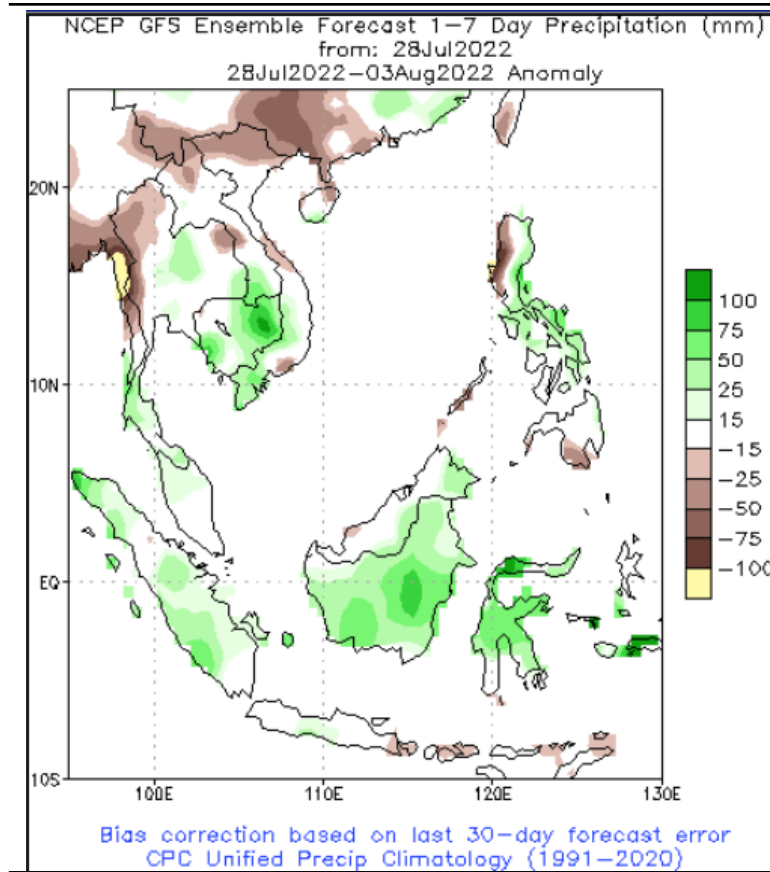 NCEP GFS Ensemble Forecast 1-7 Day Precipitation (mm)
from: 28Jul2022
28Jul2022-03Aug2022 Anomaly
20N
10N
EQ
10S
100E
110E
120E
130E
100
75
50
25
15
-15
-25
-50
-75
-100
Bias correction based on last 30-day forecast error
CPC Unified Precip Climatology (1991-2020)